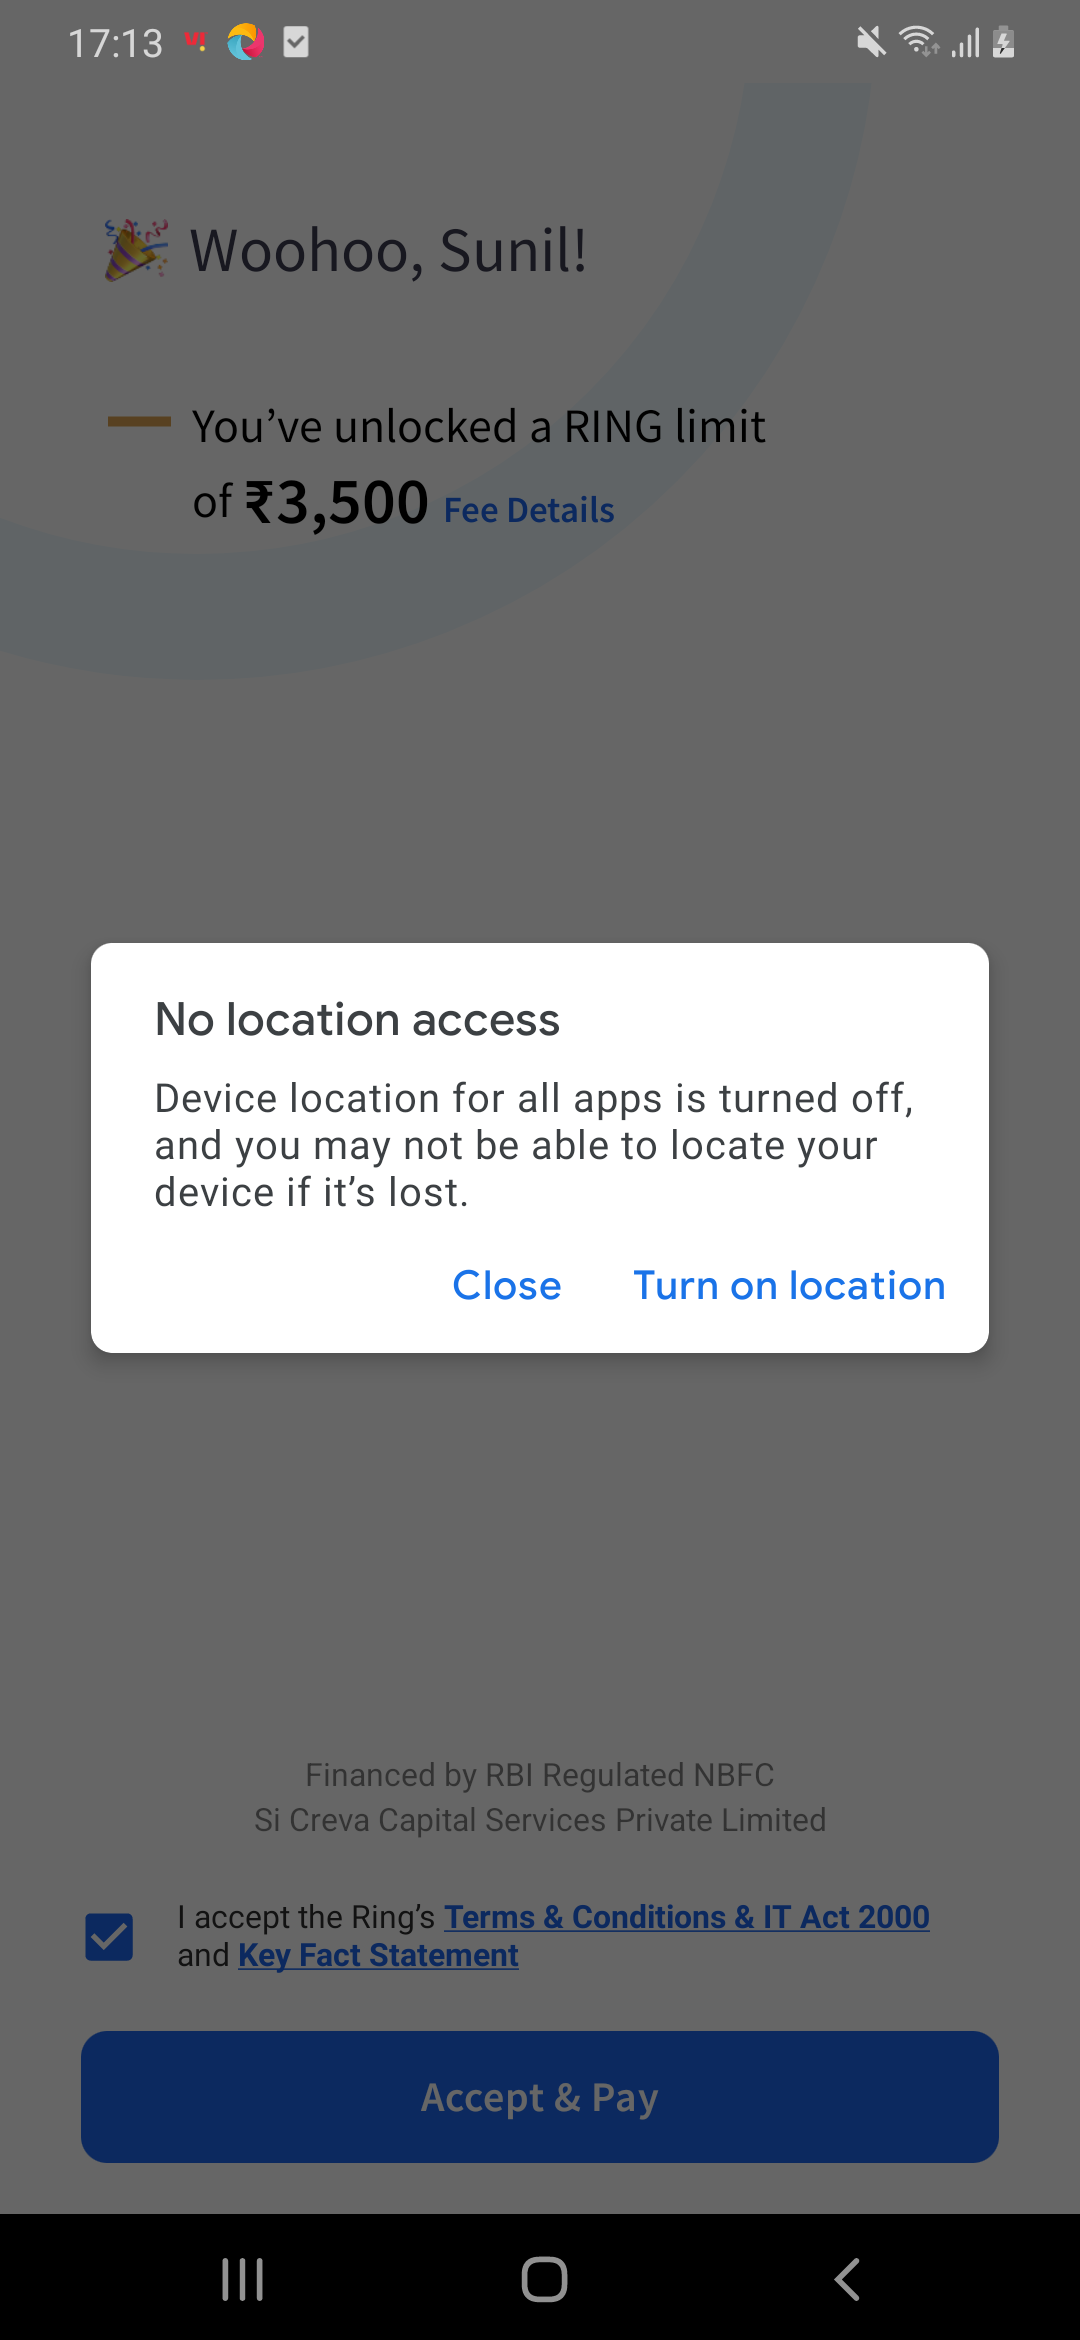 17:13
Woohoo, Sunil!
You’ve unlocked a RING limit
of ₹3,500 Fee Details
No location access
Device location for all apps is turned off,
and you may not be able to locate your
device if it’s lost.
Close Turn on location
Financed by RBI Regulated NBFC
Si Creva Capital Services Private Limited
I accept the Ring’s Terms & Conditions & IT Act 2000
and Key Fact Statement
Accept & Pay